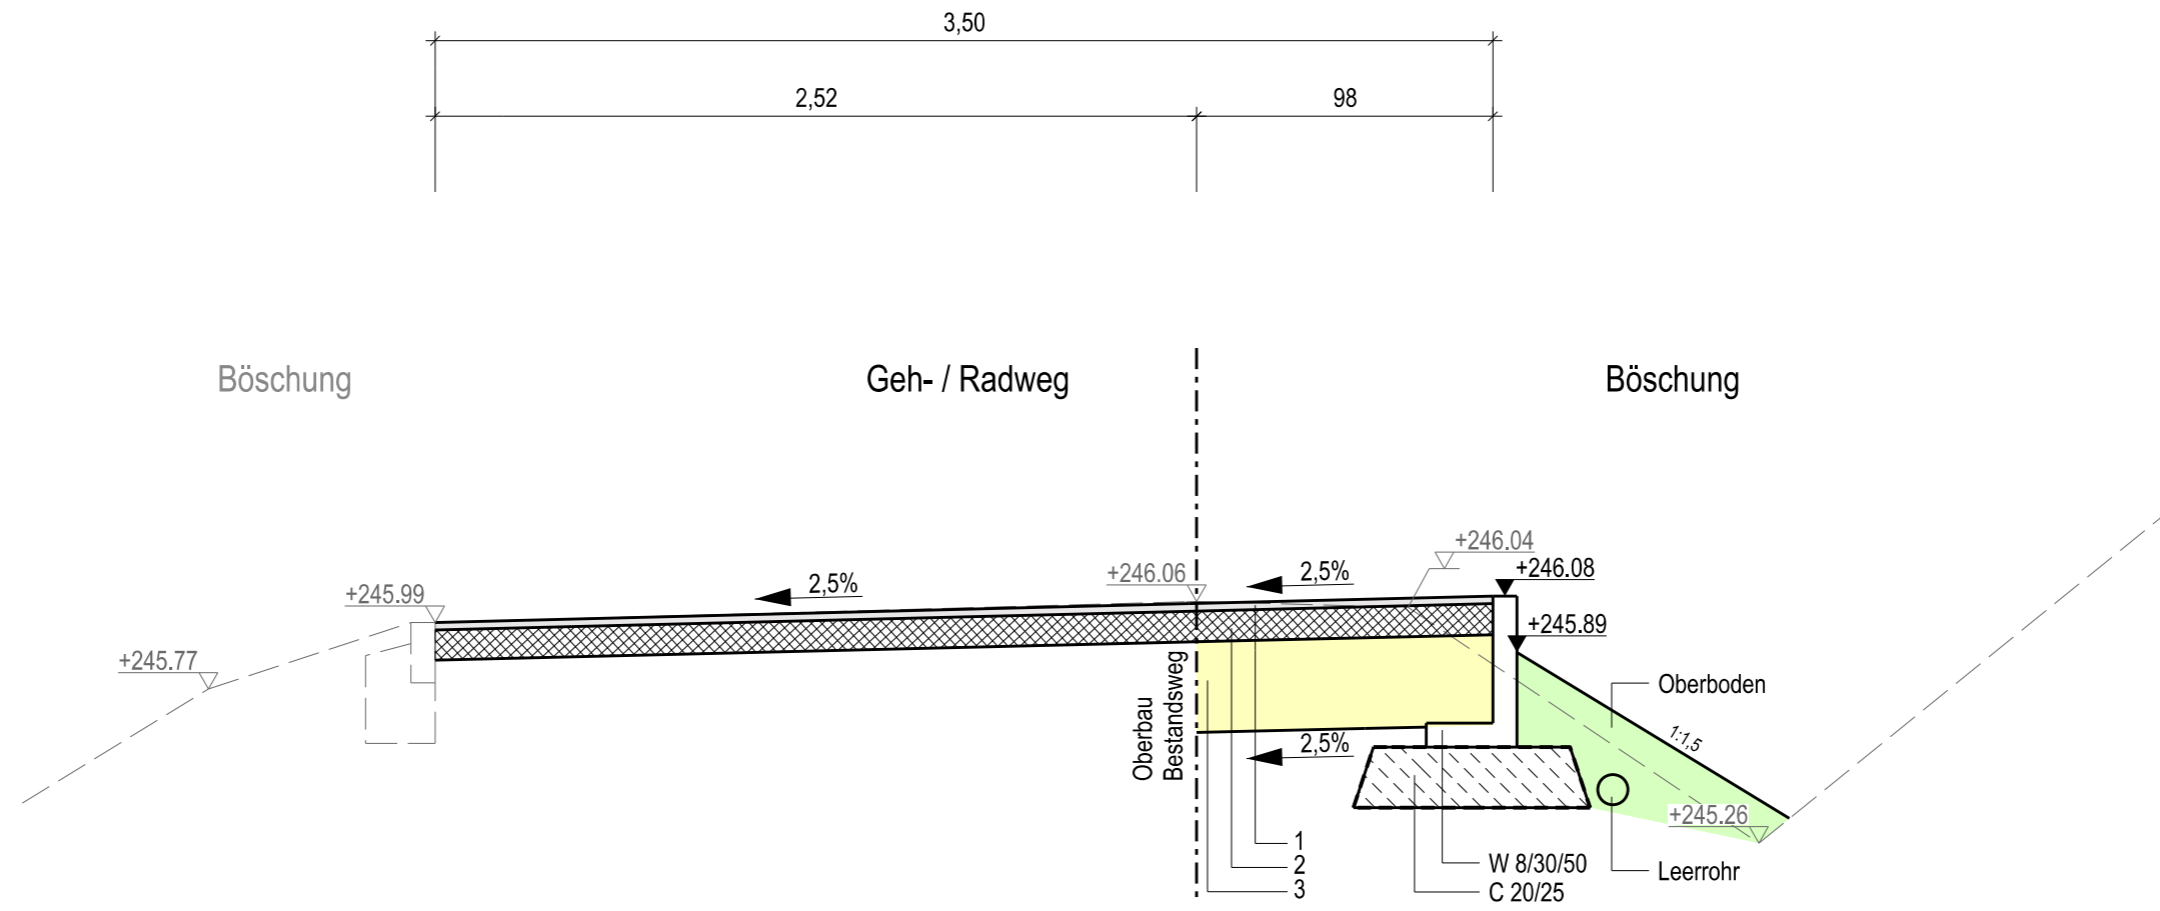 3,50
2,52
98
Böschung
Geh- / Radweg
Böschung
+246.04
+246.08
2,5%
+246.06
2,5%
+245.99
+245.89
+245.77
Oberbau
Bestandsweg
Oberboden
1:1,5
2,5%
+245.26
1
2
3
W 8/30/50
C 20/25
Leerrohr